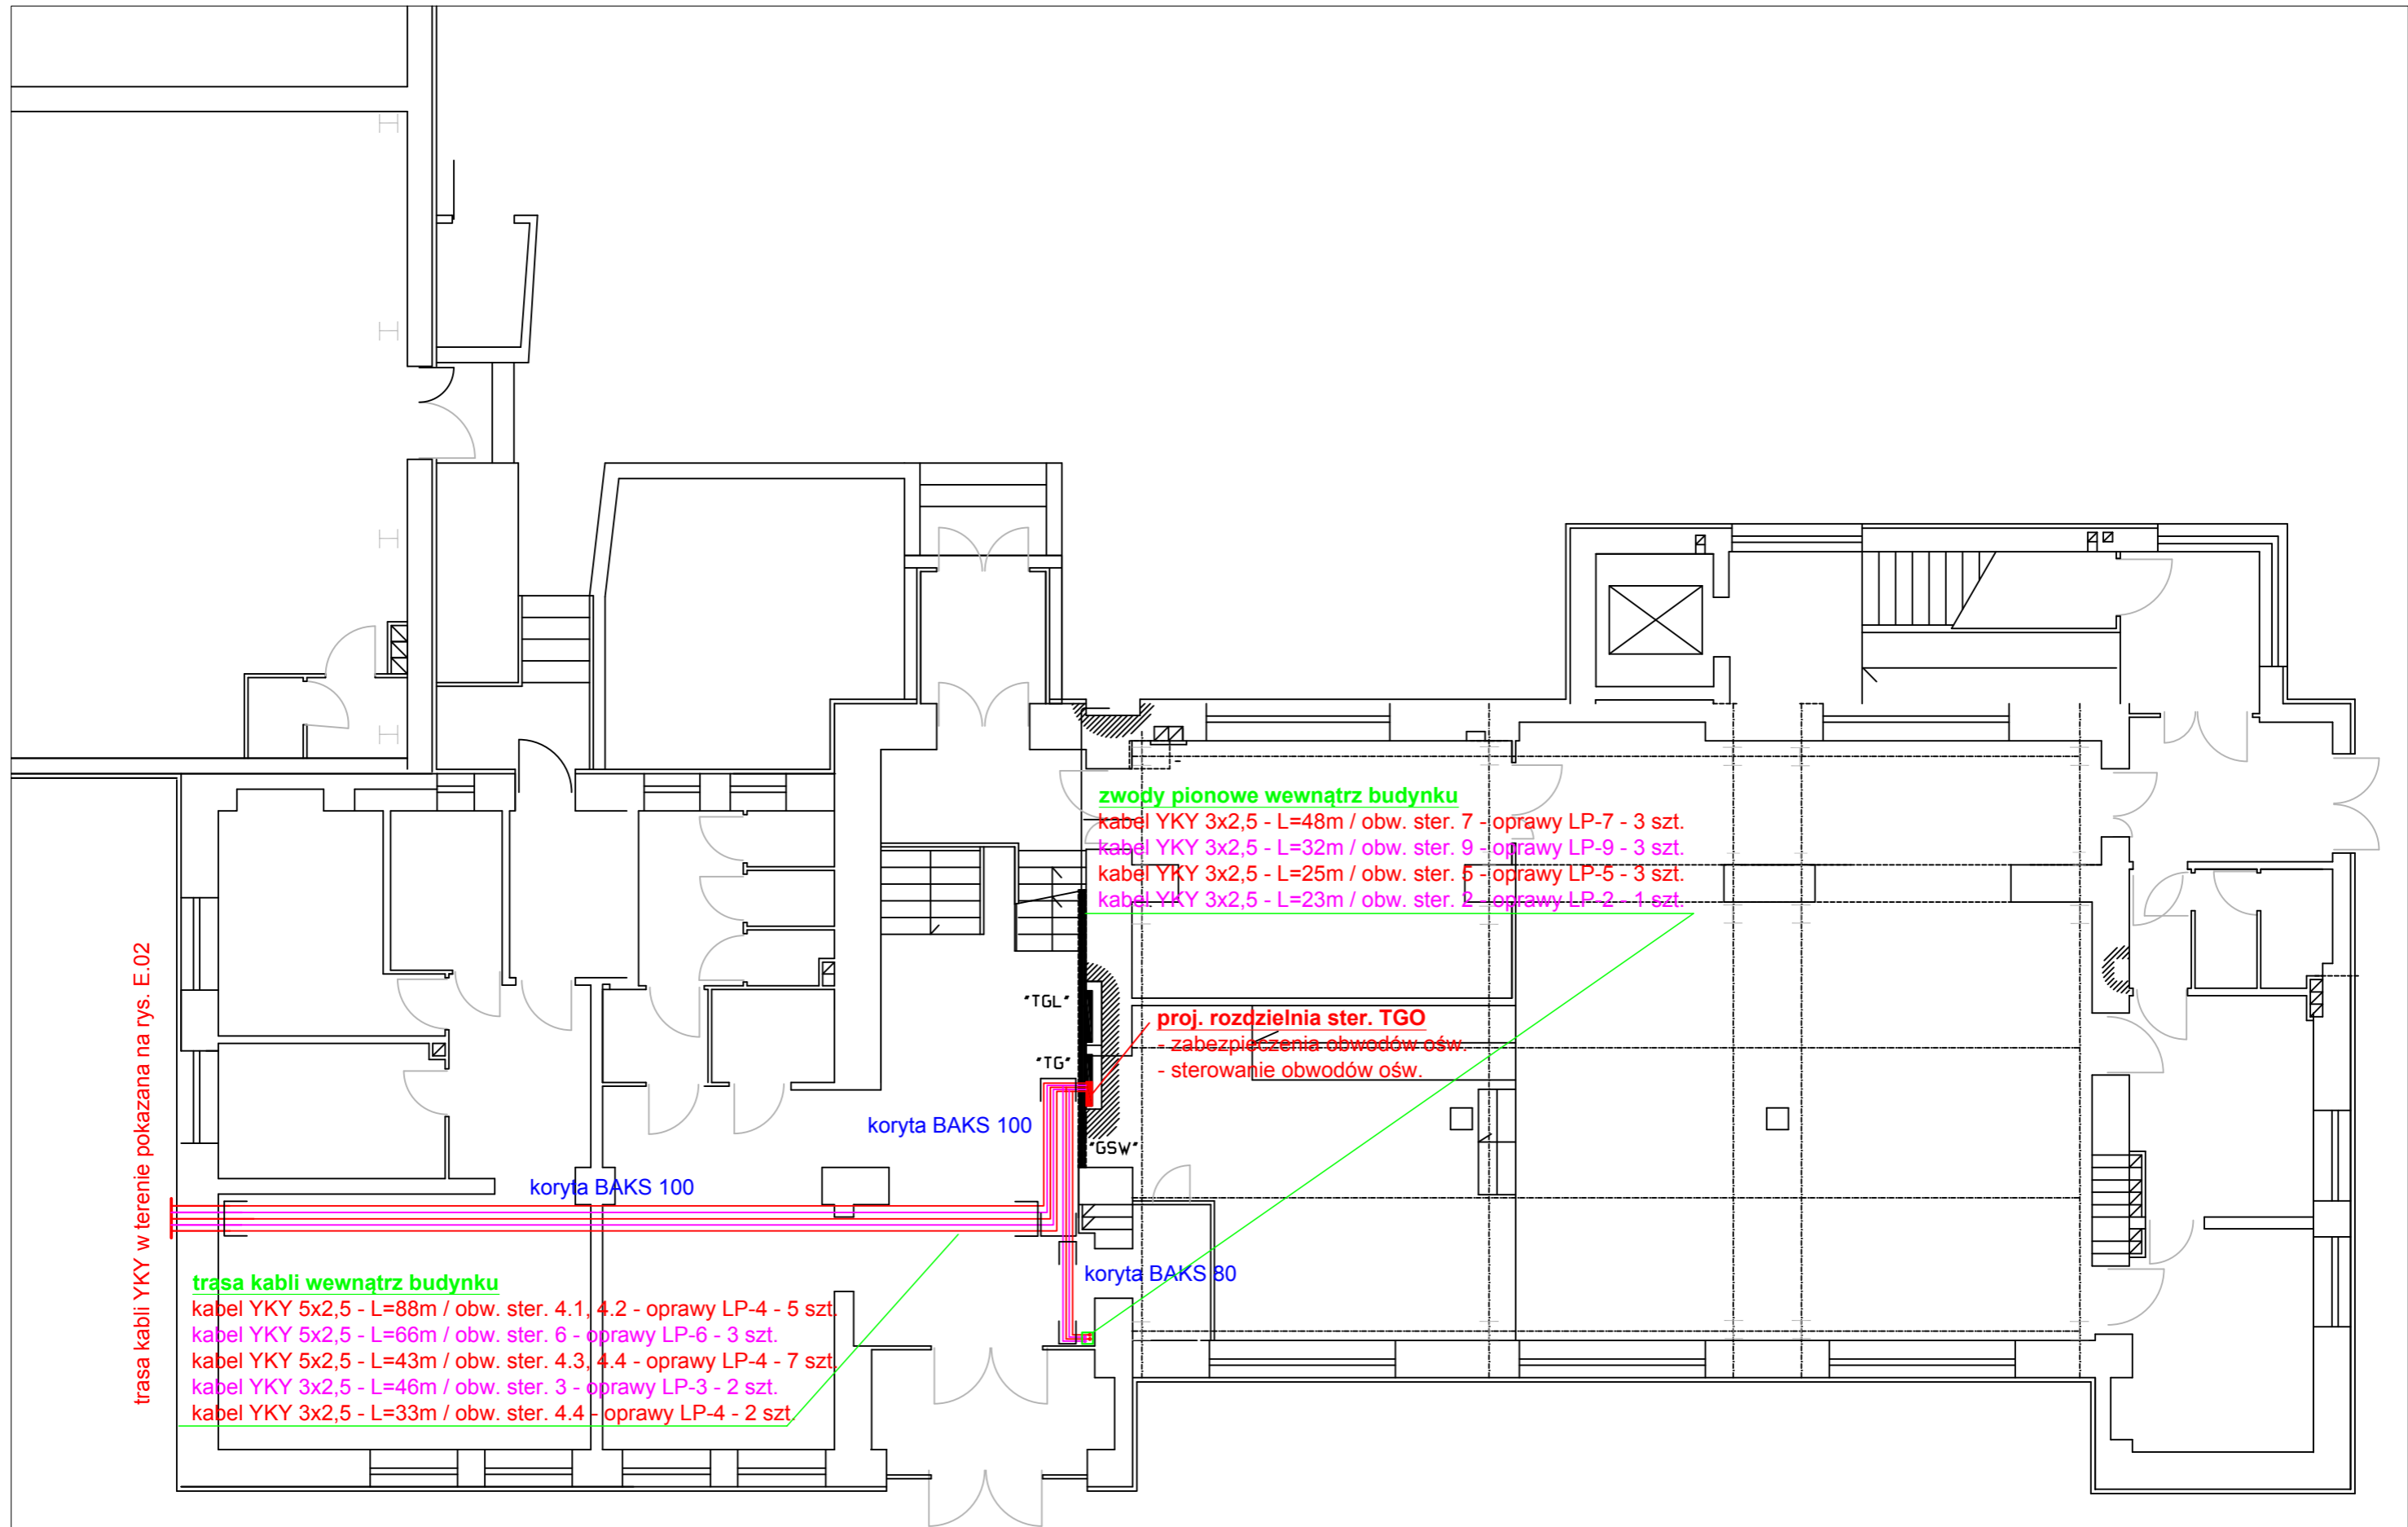 zwody pionowe wewnątrz budynku
kabel YKY 3x2,5 - L=48m / obw. ster. 7 - oprawy LP-7 - 3 szt.
kabel YKY 3x2,5 - L=32m / obw. ster. 9 - oprawy LP-9 - 3 szt.
kabel YKY 3x2,5 - L=25m / obw. ster. 5 - oprawy LP-5 - 3 szt.
kabel YKY 3x2,5 - L=23m / obw. ster. 2 - oprawy LP-2 - 1 szt.
"TGL"
proj. rozdzielnia ster. TGO
- zabezpieczenia obwodów ośw.
- sterowanie obwodów ośw.
"TG"
koryta BAKS 100
"GSW"
koryta BAKS 100
koryta BAKS 80
trasa kabli YKY w terenie pokazana na rys. E.02
trasa kabli wewnątrz budynku
kabel YKY 5x2,5 - L=88m / obw. ster. 4.1, 4.2 - oprawy LP-4 - 5 szt.
kabel YKY 5x2,5 - L=66m / obw. ster. 6 - oprawy LP-6 - 3 szt.
kabel YKY 5x2,5 - L=43m / obw. ster. 4.3, 4.4 - oprawy LP-4 - 7 szt.
kabel YKY 3x2,5 - L=46m / obw. ster. 3 - oprawy LP-3 - 2 szt.
kabel YKY 3x2,5 - L=33m / obw. ster. 4.4 - oprawy LP-4 - 2 szt.